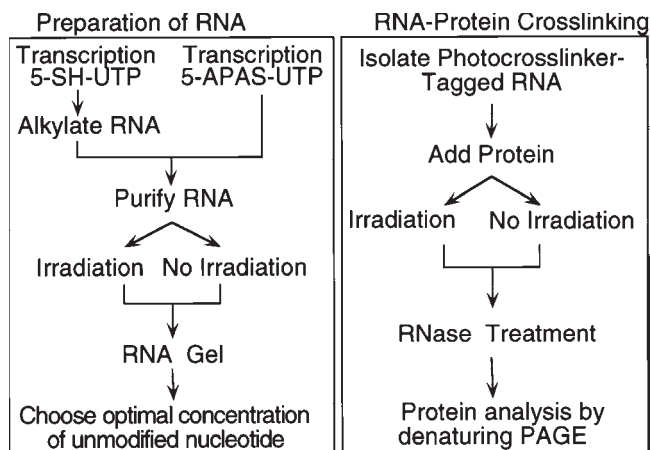 Preparation of RNA
Transcription
5-SH-UTP
Transcription
5-APAS-UTP
Alkylate RNA
Purify RNA
Irradiation
No Irradiation
RNA Gel
Choose optimal concentration
of unmodified nucleotide
RNA-Protein Crosslinking
Isolate Photocrosslinker-
Tagged RNA
Add Protein
Irradiation
No Irradiation
RNase Treatment
Protein analysis by
denaturing PAGE